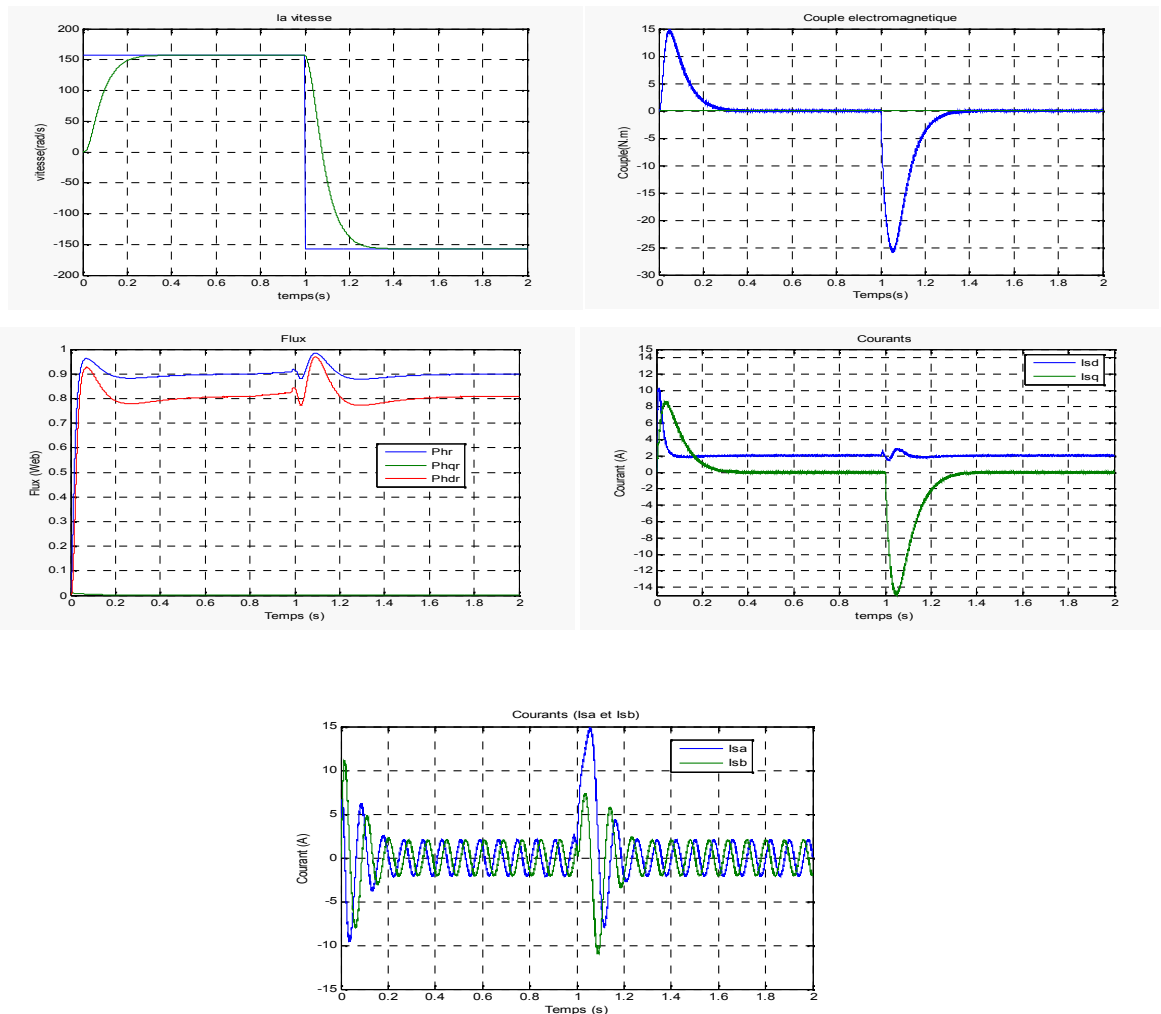 la vitesse
200
150
100
50
0
-50
-100
-150
-200
vitesse(rad/s)
0 0.2 0.4 0.6 0.8 1 1.2 1.4 1.6 1.8 2
temps(s)
Couple electromagnetique
15
10
5
0
-5
-10
-15
-20
-25
-30
Couple(N.m)
0 0.2 0.4 0.6 0.8 1 1.2 1.4 1.6 1.8 2
Temps(s)
Flux
1
0.9
0.8
0.7
0.6
0.5
0.4
0.3
0.2
0.1
0
Flux (Web)
Phr
Phqr
Phdr
0 0.2 0.4 0.6 0.8 1 1.2 1.4 1.6 1.8 2
Temps (s)
Courants
15
14
12
10
8
6
4
2
0
-2
-4
-6
-8
-10
-12
-14
15
Courant (A)
Isd
Isq
0 0.2 0.4 0.6 0.8 1 1.2 1.4 1.6 1.8 2
temps (s)
Courants (Isa et Isb)
15
10
5
0
-5
-10
-15
Courant (A)
Isa
Isb
0 0.2 0.4 0.6 0.8 1 1.2 1.4 1.6 1.8 2
Temps (s)